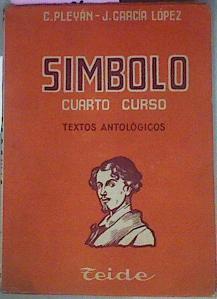 C. PLEYÁN - J. GARCÍA LÓPEZ
SIMBOLO
CUARTO CURSO
TEXTOS ANTOLÓGICOS
Teide